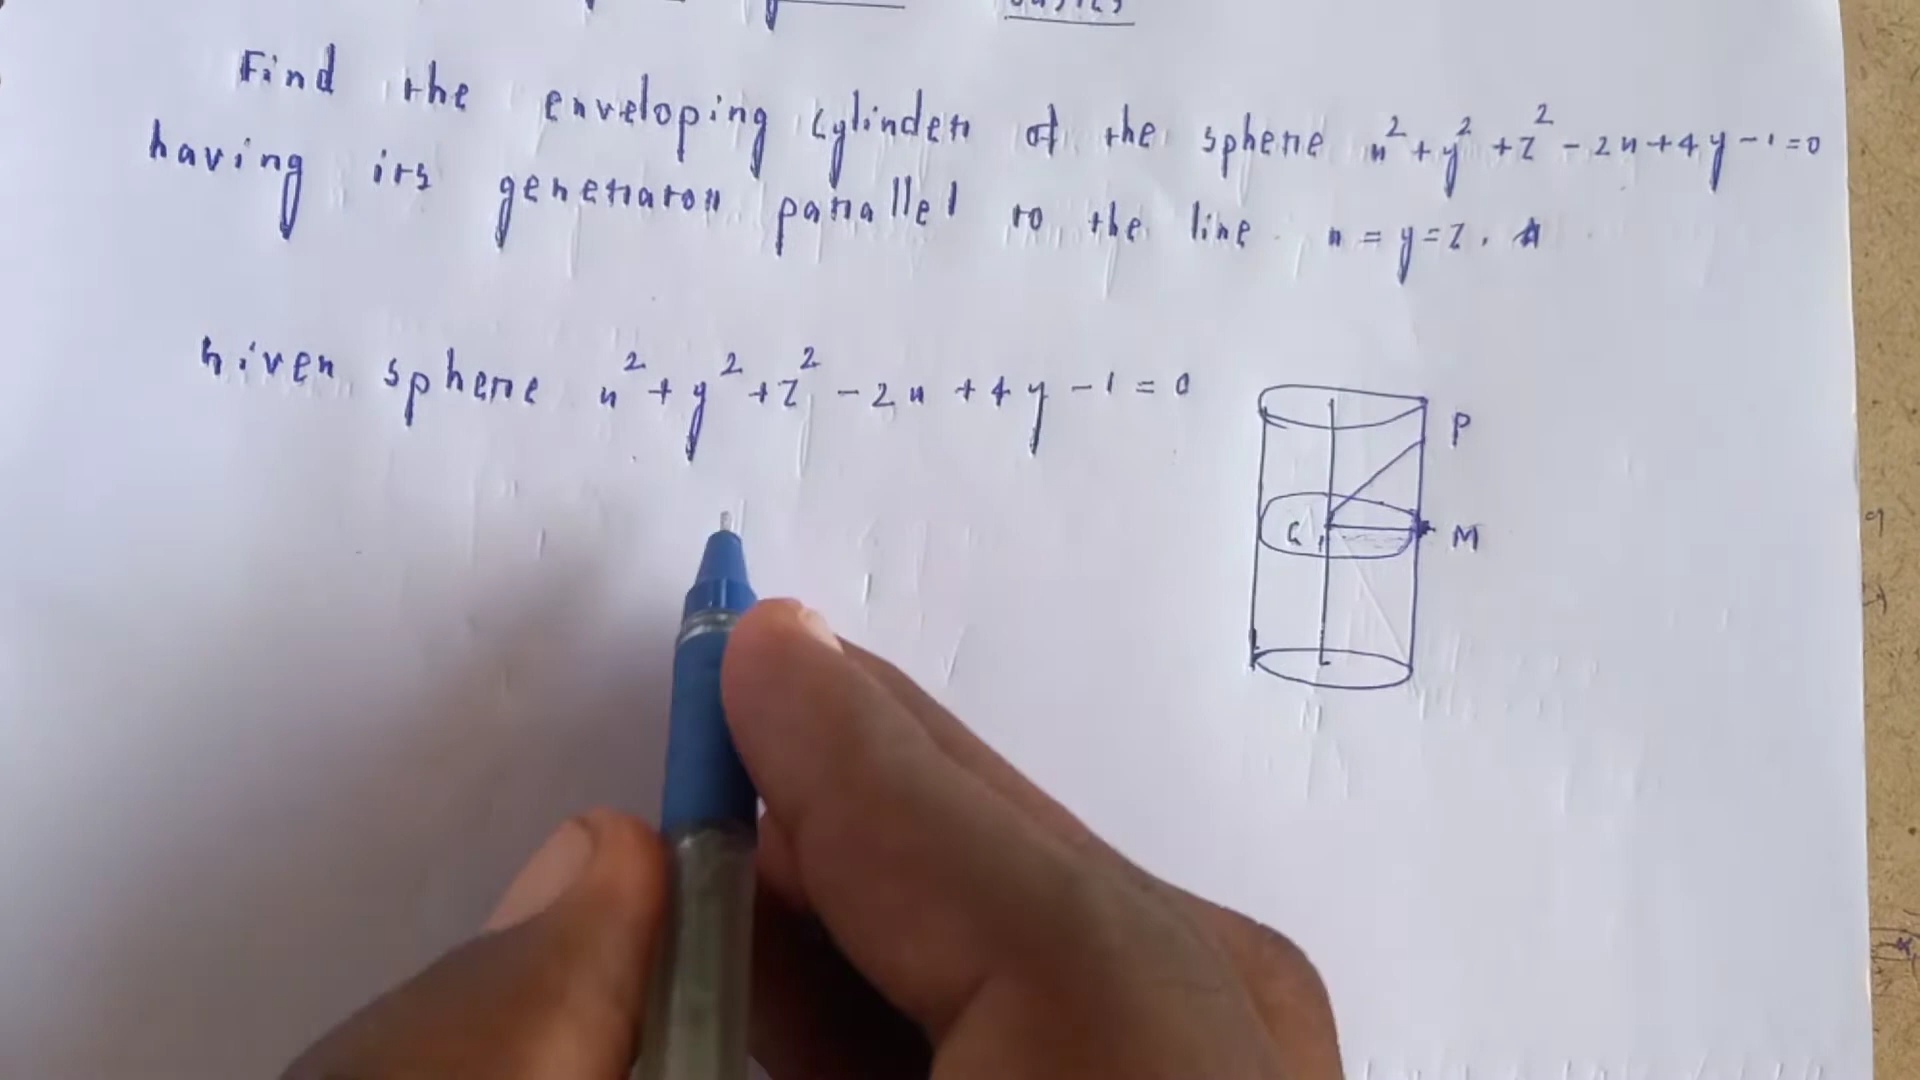 Find the enveloping cylinder of the sphere x²+y²+z²-2x+4y-1=0
having its generator parallel to the line x=y=z.
Given sphere x²+y²+z²-2x+4y-1=0
P
C
M